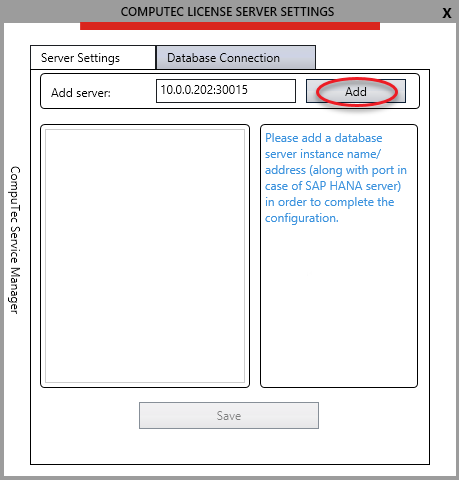 COMPUTEC LICENSE SERVER SETTINGS
X
Server Settings
Database Connection
Add server:
10.0.0.202:30015
Add
Please add a database
server instance name/
address (along with port in
case of SAP HANA server)
in order to complete the
configuration.
CompuTec Service Manager
Save